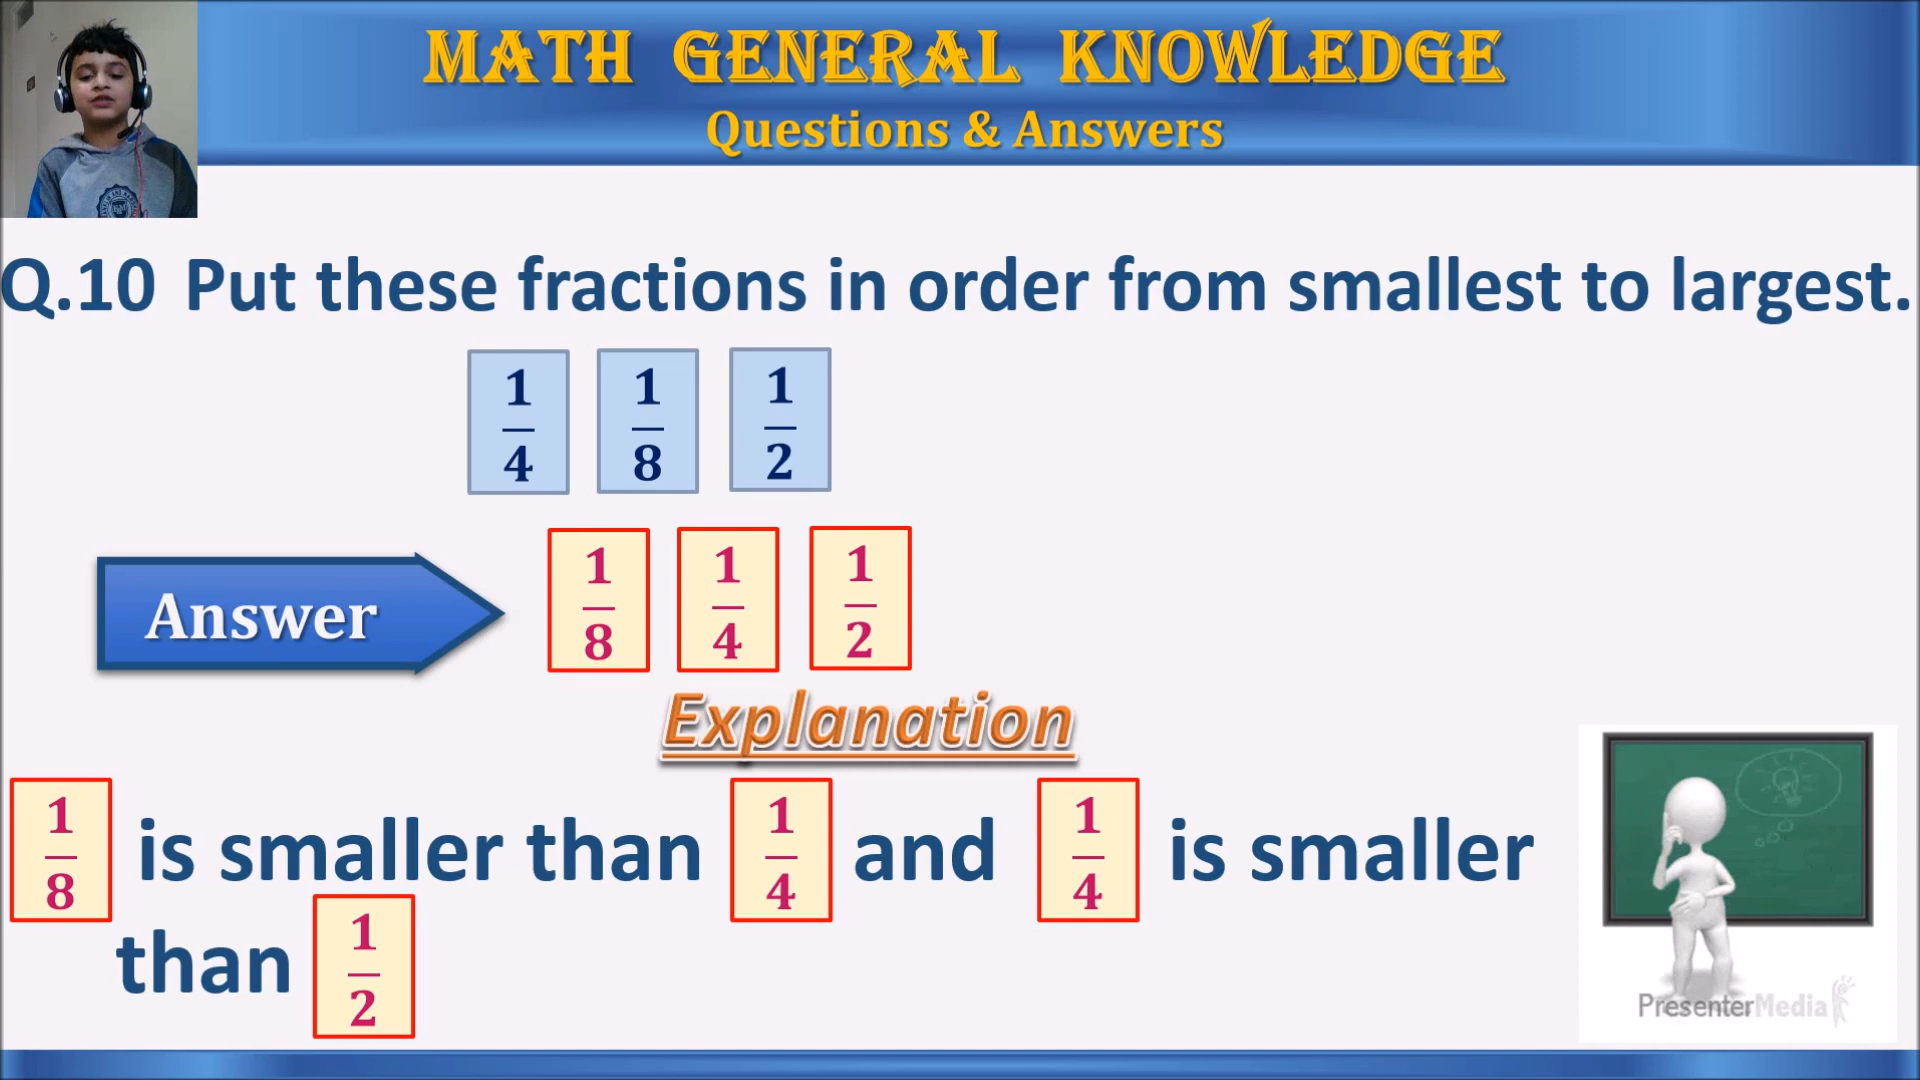 MATH GENERAL KNOWLEDGE
Questions & Answers
Q.10 Put these fractions in order from smallest to largest.
1/4 1/8 1/2
Answer 1/8 1/4 1/2
Explanation
1/8 is smaller than 1/4 and 1/4 is smaller
than 1/2
PresenterMedia